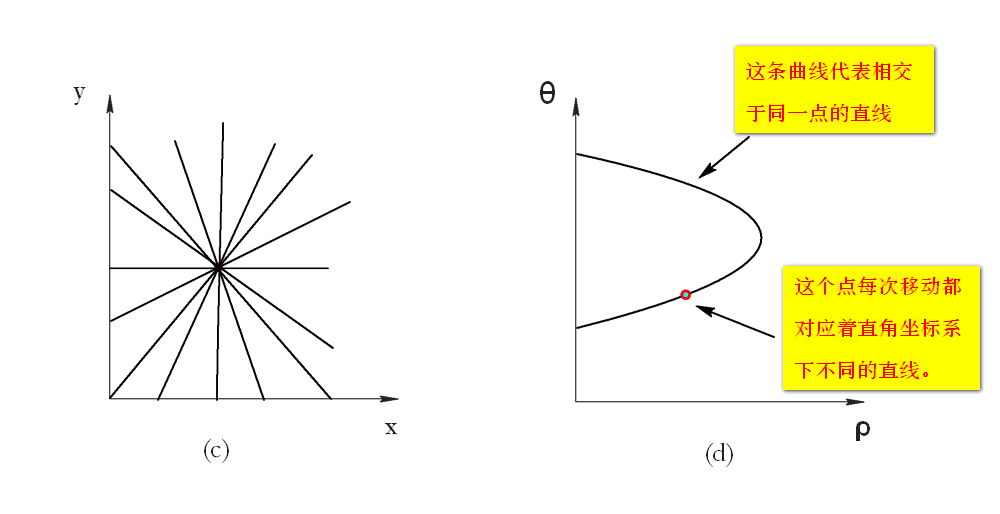 y
x
(c)
θ
ρ
(d)
这条曲线代表相交
于同一点的直线
这个点每次移动都
对应着直角坐标系
下不同的直线。